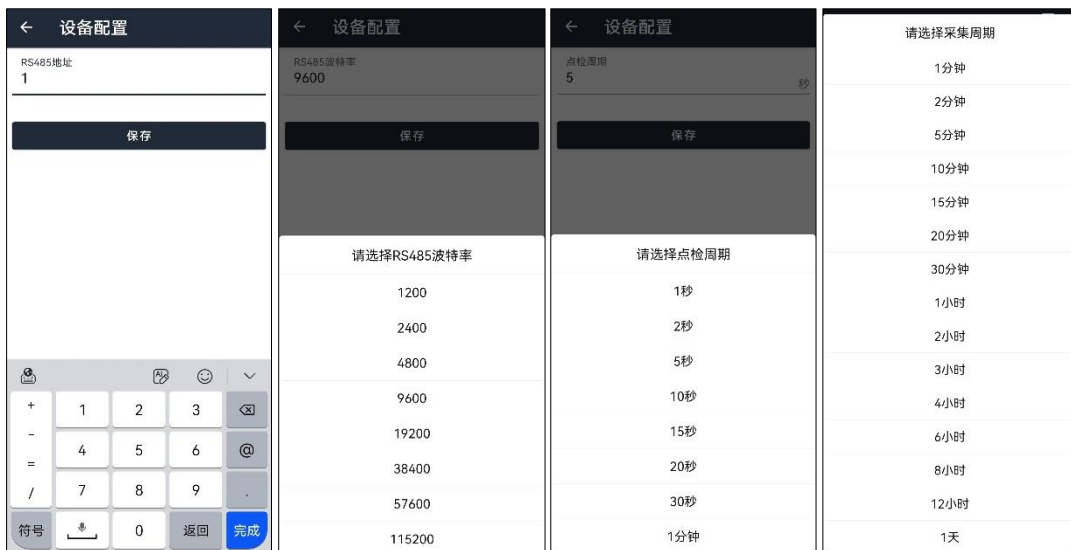 ← 设备配置
RS485地址
1
保存
+ 1 2 3
- 4 5 6 @
=
/ 7 8 9 .
符号 0 返回 完成
← 设备配置
RS485波特率
9600
保存
请选择RS485波特率
1200
2400
4800
9600
19200
38400
57600
115200
← 设备配置
点检周期
5 秒
保存
请选择点检周期
1秒
2秒
5秒
10秒
15秒
20秒
30秒
1分钟
请选择采集周期
1分钟
2分钟
5分钟
10分钟
15分钟
20分钟
30分钟
1小时
2小时
3小时
4小时
6小时
8小时
12小时
1天